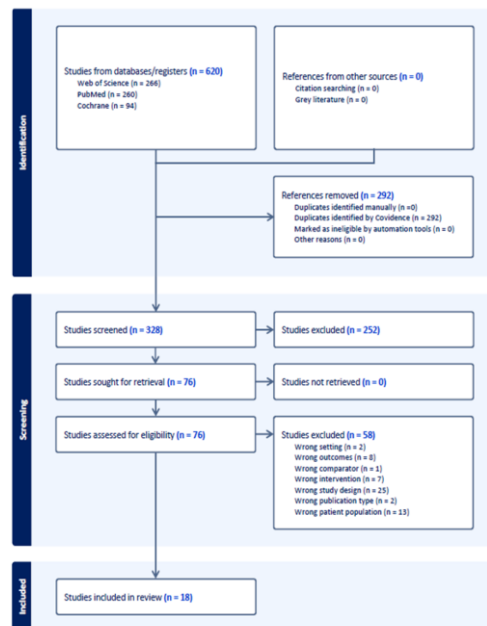 Identification
Studies from databases/registers (n = 620)
Web of Science (n = 266)
PubMed (n = 260)
Cochrane (n = 94)
References from other sources (n = 0)
Citation searching (n = 0)
Grey literature (n = 0)
References removed (n = 292)
Duplicates identified manually (n =0)
Duplicates identified by Covidence (n = 292)
Marked as ineligible by automation tools (n = 0)
Other reasons (n = 0)
Screening
Studies screened (n = 328)
Studies excluded (n = 252)
Studies sought for retrieval (n = 76)
Studies not retrieved (n = 0)
Studies assessed for eligibility (n = 76)
Studies excluded (n = 58)
Wrong setting (n = 2)
Wrong outcomes (n = 8)
Wrong comparator (n = 1)
Wrong intervention (n = 7)
Wrong study design (n = 25)
Wrong publication type (n = 2)
Wrong patient population (n = 13)
Included
Studies included in review (n = 18)